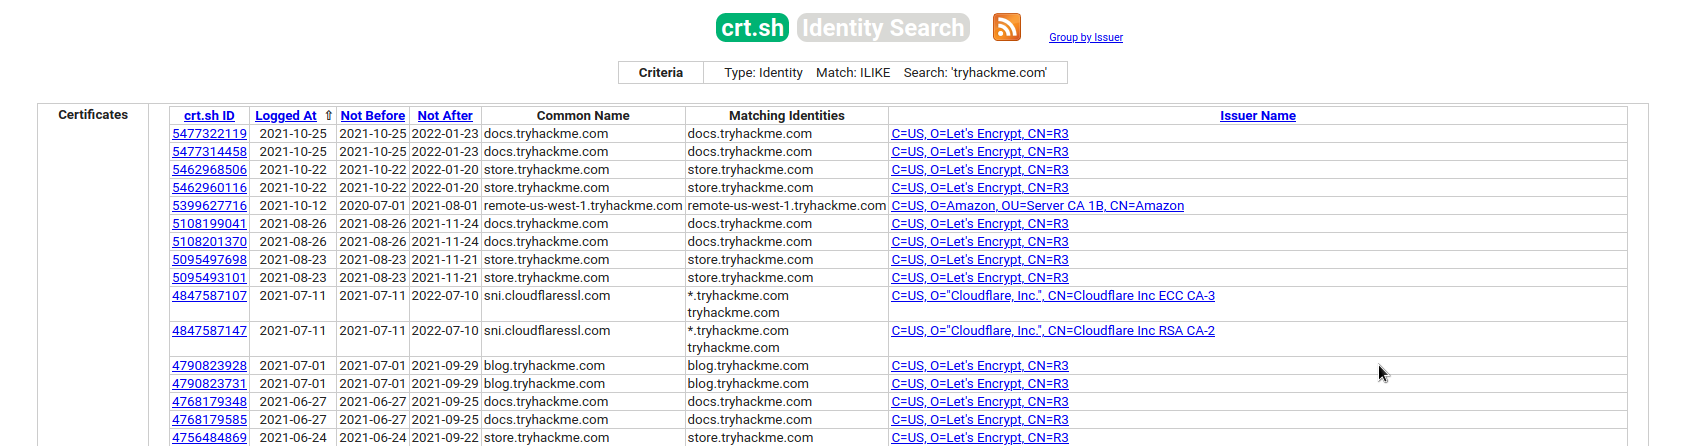 crt.sh Identity Search Group by Issuer
Criteria Type: Identity Match: ILIKE Search: 'tryhackme.com'
Certificates
crt.sh ID Logged At ⇧ Not Before Not After Common Name Matching Identities Issuer Name
5477322119 2021-10-25 2021-10-25 2022-01-23 docs.tryhackme.com docs.tryhackme.com C=US, O=Let's Encrypt, CN=R3
5477314458 2021-10-25 2021-10-25 2022-01-23 docs.tryhackme.com docs.tryhackme.com C=US, O=Let's Encrypt, CN=R3
5462968506 2021-10-22 2021-10-22 2022-01-20 store.tryhackme.com store.tryhackme.com C=US, O=Let's Encrypt, CN=R3
5462960116 2021-10-22 2021-10-22 2022-01-20 store.tryhackme.com store.tryhackme.com C=US, O=Let's Encrypt, CN=R3
5399627716 2021-10-12 2020-07-01 2021-08-01 remote-us-west-1.tryhackme.com remote-us-west-1.tryhackme.com C=US, O=Amazon, OU=Server CA 1B, CN=Amazon
5108199041 2021-08-26 2021-08-26 2021-11-24 docs.tryhackme.com docs.tryhackme.com C=US, O=Let's Encrypt, CN=R3
5108201370 2021-08-26 2021-08-26 2021-11-24 docs.tryhackme.com docs.tryhackme.com C=US, O=Let's Encrypt, CN=R3
5095497698 2021-08-23 2021-08-23 2021-11-21 store.tryhackme.com store.tryhackme.com C=US, O=Let's Encrypt, CN=R3
5095493101 2021-08-23 2021-08-23 2021-11-21 store.tryhackme.com store.tryhackme.com C=US, O=Let's Encrypt, CN=R3
4847587107 2021-07-11 2021-07-11 2022-07-10 sni.cloudflaressl.com *.tryhackme.com C=US, O="Cloudflare, Inc.", CN=Cloudflare Inc ECC CA-3
tryhackme.com
4847587147 2021-07-11 2021-07-11 2022-07-10 sni.cloudflaressl.com *.tryhackme.com C=US, O="Cloudflare, Inc.", CN=Cloudflare Inc RSA CA-2
tryhackme.com
4790823928 2021-07-01 2021-07-01 2021-09-29 blog.tryhackme.com blog.tryhackme.com C=US, O=Let's Encrypt, CN=R3
4790823731 2021-07-01 2021-07-01 2021-09-29 blog.tryhackme.com blog.tryhackme.com C=US, O=Let's Encrypt, CN=R3
4768179348 2021-06-27 2021-06-27 2021-09-25 docs.tryhackme.com docs.tryhackme.com C=US, O=Let's Encrypt, CN=R3
4768179585 2021-06-27 2021-06-27 2021-09-25 docs.tryhackme.com docs.tryhackme.com C=US, O=Let's Encrypt, CN=R3
4756484869 2021-06-24 2021-06-24 2021-09-22 store.tryhackme.com store.tryhackme.com C=US, O=Let's Encrypt, CN=R3